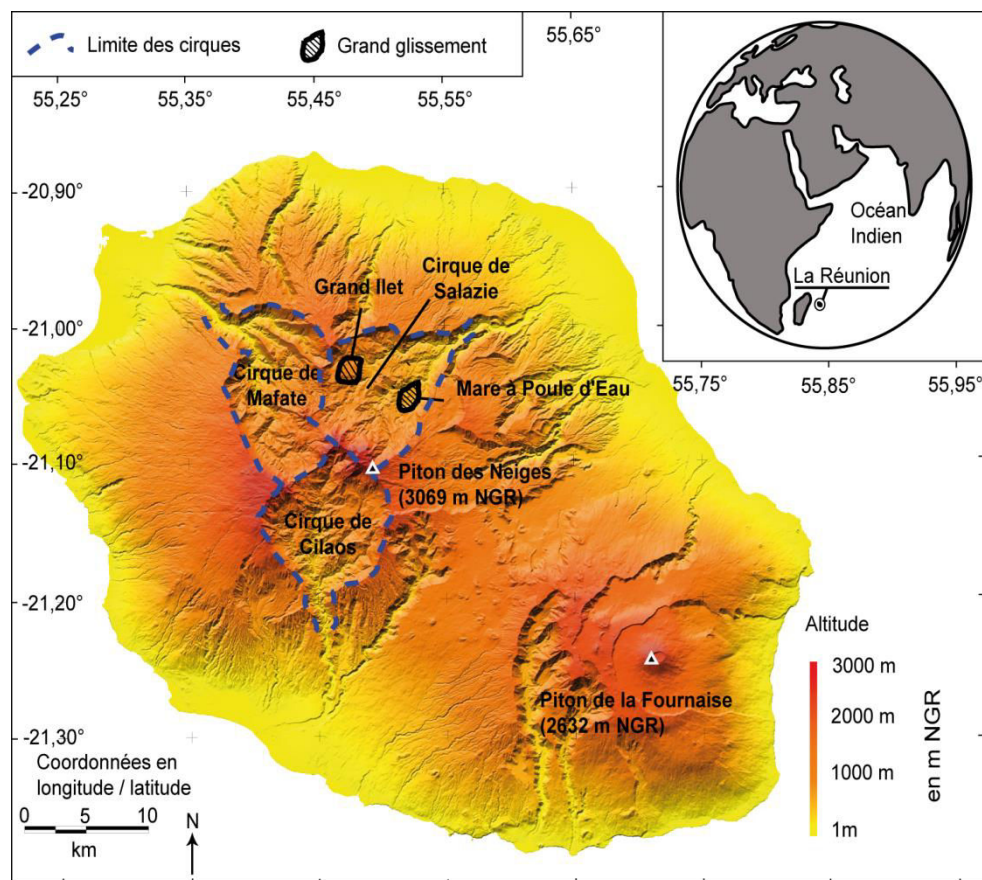 Limite des cirques
Grand glissement
55,65°
55,25°
55,35°
55,45°
55,55°
-20,90°
-21,00°
-21,10°
-21,20°
-21,30°
Océan
Indien
La Réunion
55,75°
55,85°
55,95°
Cirque de
Salazie
Grand Ilet
Cirque de
Mafate
Mare à Poule d'Eau
Piton des Neiges
(3069 m NGR)
Cirque de
Cilaos
Piton de la Fournaise
(2632 m NGR)
Altitude
3000 m
2000 m
1000 m
1m
en m NGR
Coordonnées en
longitude / latitude
0 5 10
km
N